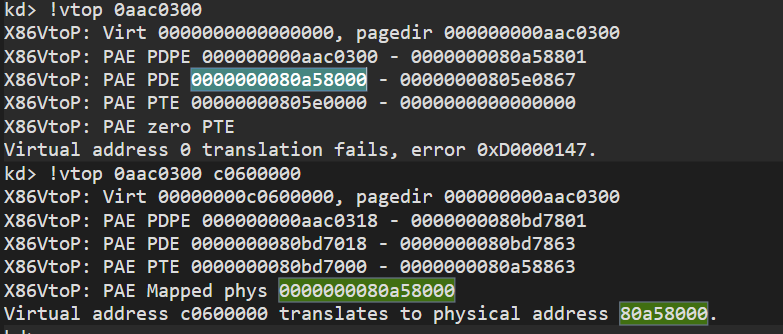 kd> !vtop 0aac0300
X86VtoP: Virt 0000000000000000, pagedir 000000000aac0300
X86VtoP: PAE PDPE 000000000aac0300 - 0000000080a58801
X86VtoP: PAE PDE 0000000080a58000 - 00000000805e0867
X86VtoP: PAE PTE 00000000805e0000 - 0000000000000000
X86VtoP: PAE zero PTE
Virtual address 0 translation fails, error 0xD0000147.
kd> !vtop 0aac0300 c0600000
X86VtoP: Virt 00000000c0600000, pagedir 000000000aac0300
X86VtoP: PAE PDPE 000000000aac0318 - 0000000080bd7801
X86VtoP: PAE PDE 0000000080bd7018 - 0000000080bd7863
X86VtoP: PAE PTE 0000000080bd7000 - 0000000080a58863
X86VtoP: PAE Mapped phys 0000000080a58000
Virtual address c0600000 translates to physical address 80a58000.